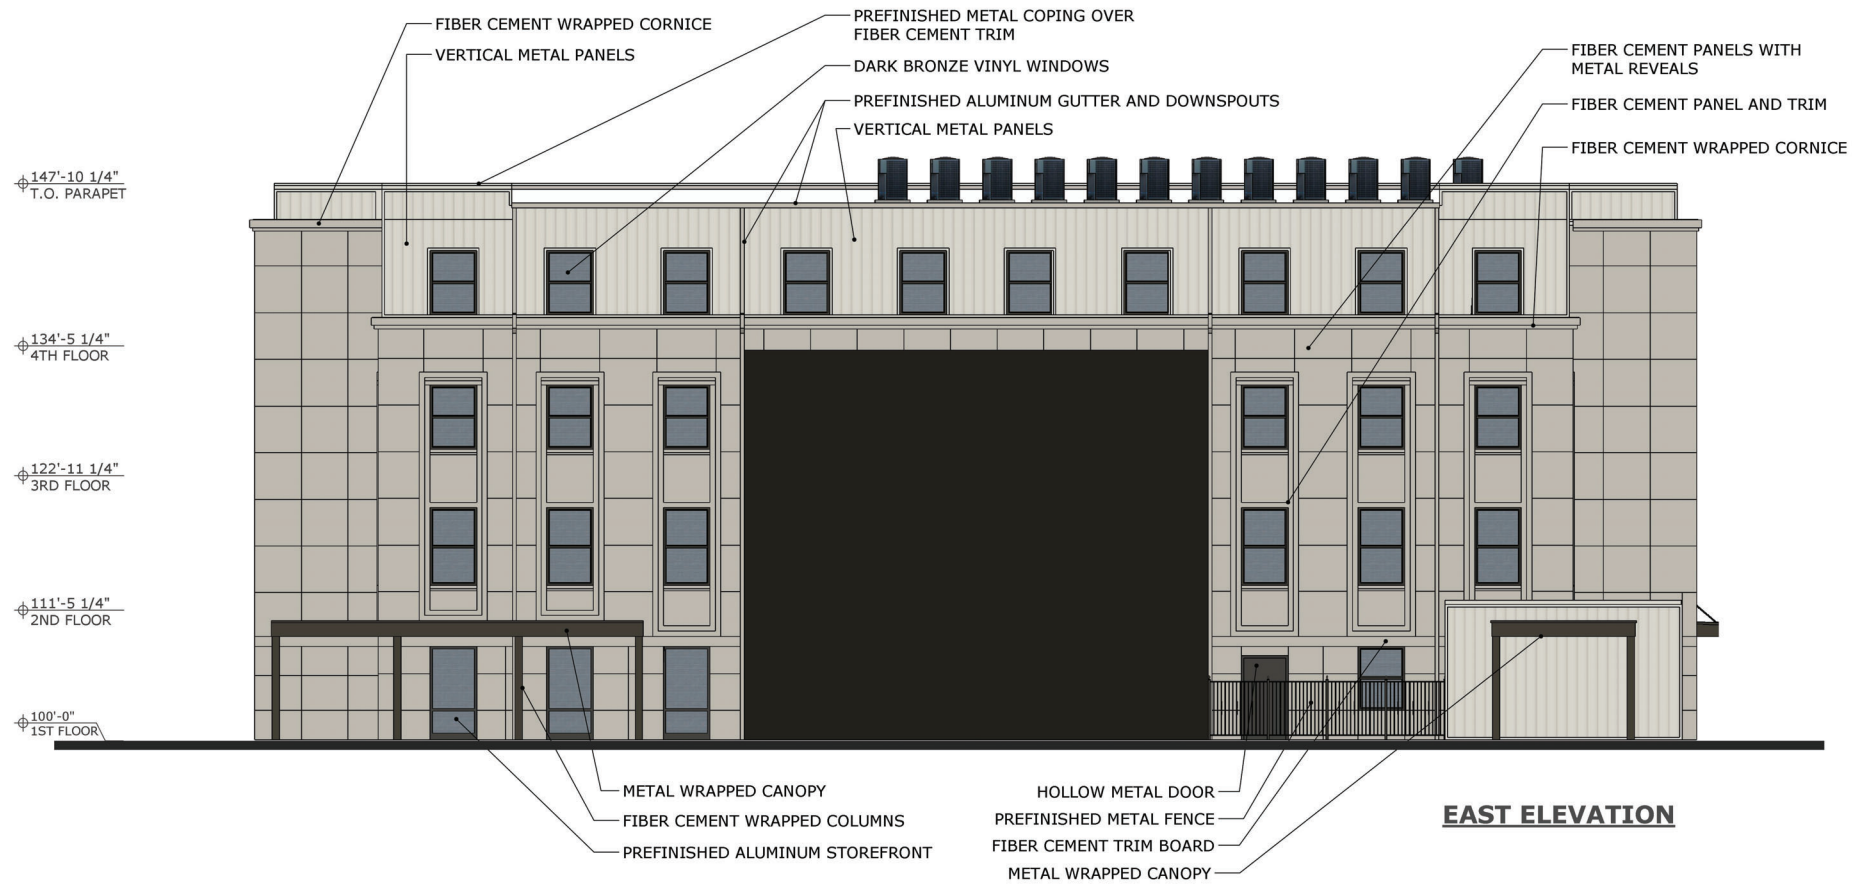 FIBER CEMENT WRAPPED CORNICE
VERTICAL METAL PANELS
PREFINISHED METAL COPING OVER
FIBER CEMENT TRIM
DARK BRONZE VINYL WINDOWS
PREFINISHED ALUMINUM GUTTER AND DOWNSPOUTS
VERTICAL METAL PANELS
FIBER CEMENT PANELS WITH
METAL REVEALS
FIBER CEMENT PANEL AND TRIM
FIBER CEMENT WRAPPED CORNICE
147'-10 1/4"
T.O. PARAPET
134'-5 1/4"
4TH FLOOR
122'-11 1/4"
3RD FLOOR
111'-5 1/4"
2ND FLOOR
100'-0"
1ST FLOOR
METAL WRAPPED CANOPY
FIBER CEMENT WRAPPED COLUMNS
PREFINISHED ALUMINUM STOREFRONT
HOLLOW METAL DOOR
PREFINISHED METAL FENCE
FIBER CEMENT TRIM BOARD
METAL WRAPPED CANOPY
EAST ELEVATION